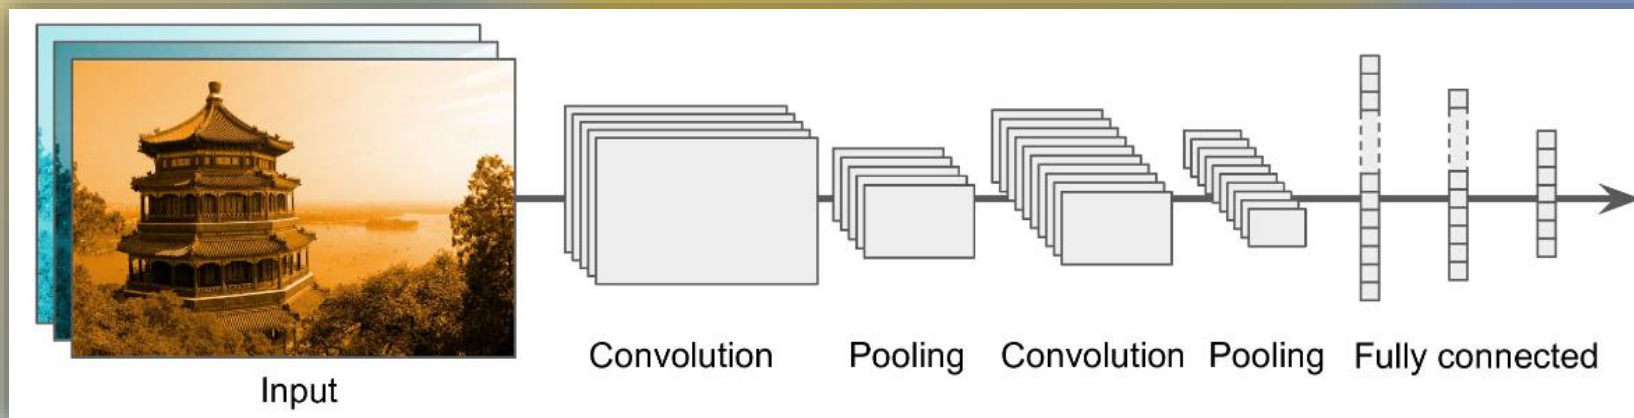 Input
Convolution
Pooling
Convolution
Pooling
Fully connected